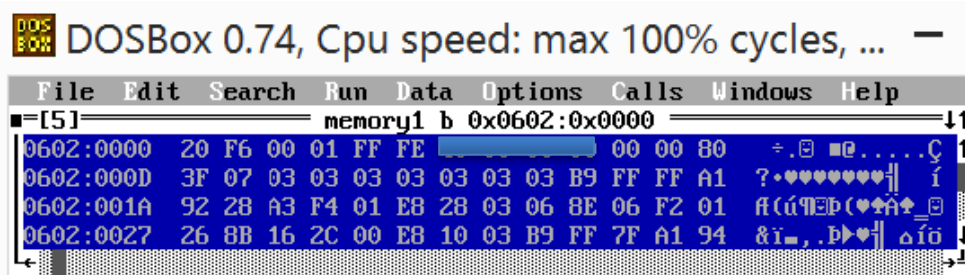 DOSBox 0.74, Cpu speed: max 100% cycles, ...
File Edit Search Run Data Options Calls Windows Help
[5] memory1 b 0x0602:0x0000
0602:0000 20 F6 00 01 FF FE 00 00 80 ÷.☺ ■@.....Ç
0602:000D 3F 07 03 03 03 03 03 03 03 B9 FF FF A1 ?•♥♥♥♥♥♥♥╣ í
0602:001A 92 28 A3 F4 01 E8 28 03 06 8E 06 F2 01
0602:0027 26 8B 16 2C 00 E8 10 03 B9 FF 7F A1 94